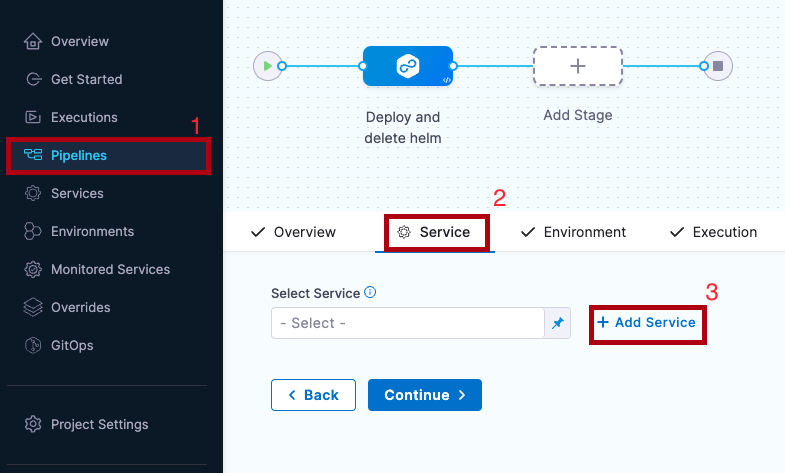 Overview
Get Started
Executions
1
Pipelines
Services
Environments
Monitored Services
Overrides
GitOps
Project Settings
Deploy and
delete helm
Add Stage
2
Overview
Service
Environment
Execution
Select Service
- Select -
3
+ Add Service
Back
Continue